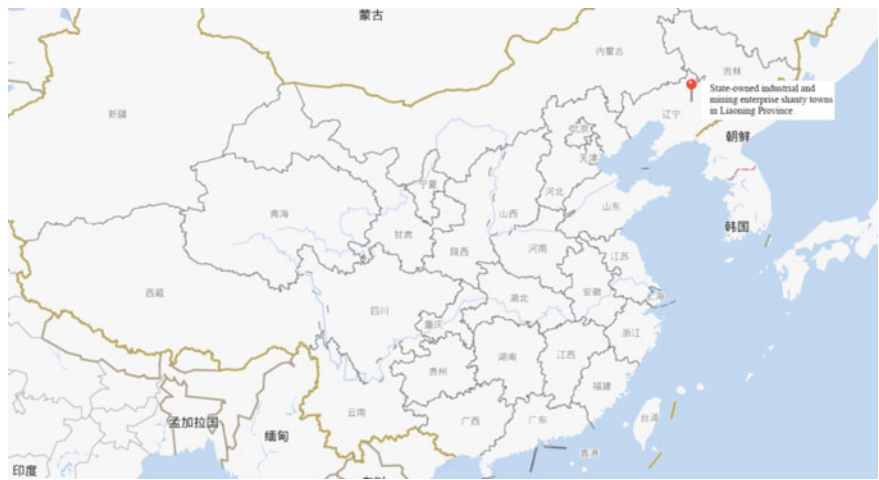 蒙古
内蒙古
吉林
State-owned industrial and
mining enterprise shanty towns
in Liaoning Province
新疆
辽宁
北京
朝鲜
天津
宁夏
河北
青海
山西
山东
甘肃
韩国
陕西
河南
江苏
西藏
湖北
安徽
上海
四川
重庆
浙江
湖南
江西
贵州
福建
云南
台湾
孟加拉国
广西
广东
缅甸
香港
印度